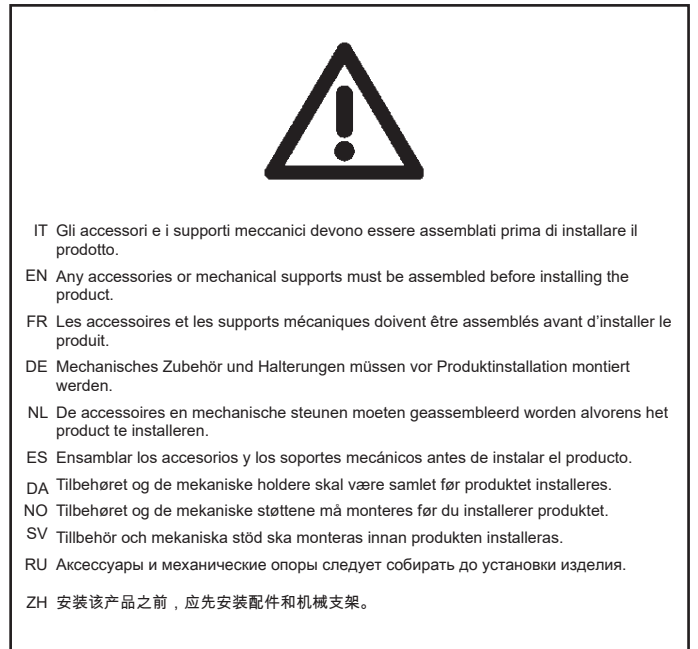 IT Gli accessori e i supporti meccanici devono essere assemblati prima di installare il
prodotto.
EN Any accessories or mechanical supports must be assembled before installing the
product.
FR Les accessoires et les supports mécaniques doivent être assemblés avant d’installer le
produit.
DE Mechanisches Zubehör und Halterungen müssen vor Produktinstallation montiert
werden.
NL De accessoires en mechanische steunen moeten geassembleerd worden alvorens het
product te installeren.
ES Ensamblar los accesorios y los soportes mecánicos antes de instalar el producto.
DA Tilbehøret og de mekaniske holdere skal være samlet før produktet installeres.
NO Tilbehøret og de mekaniske støttene må monteres før du installerer produktet.
SV Tillbehör och mekaniska stöd ska monteras innan produkten installeras.
RU Аксессуары и механические опоры следует собирать до установки изделия.
ZH 安装该产品之前，应先安装配件和机械支架。